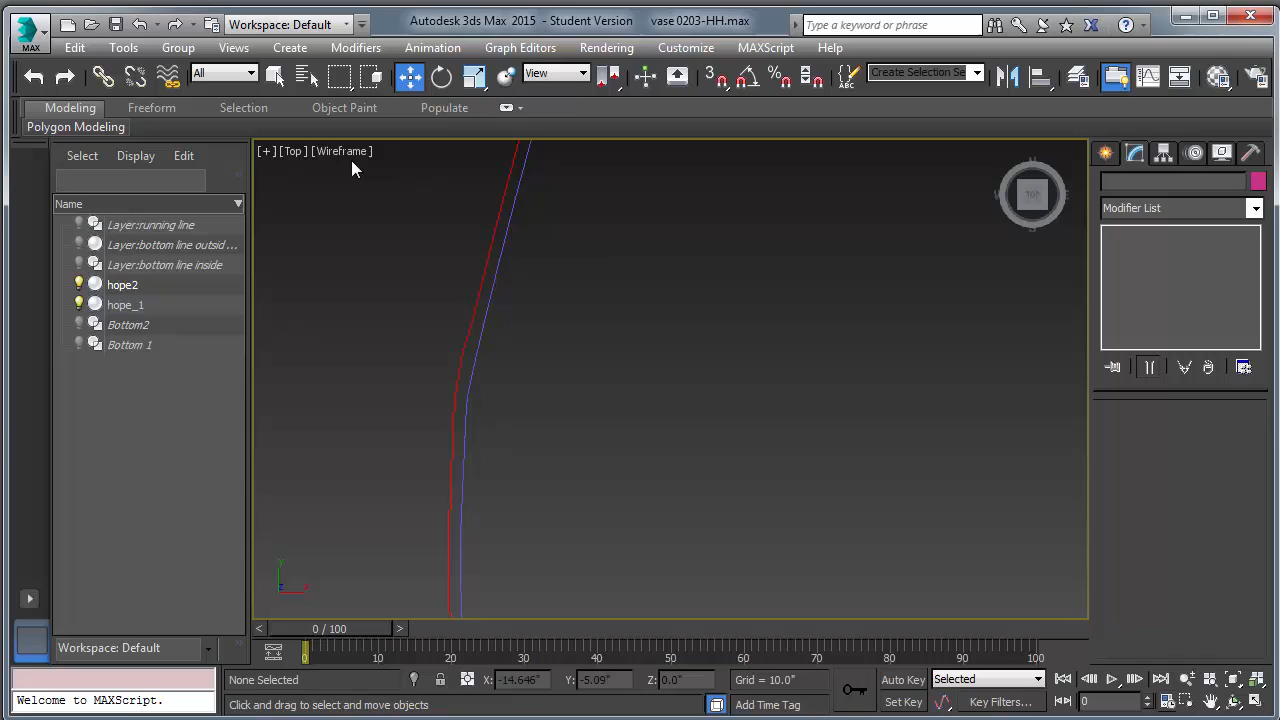 MAX
Workspace: Default
Autodesk 3ds Max 2015 - Student Version vase 0203-HH.max
Type a keyword or phrase
Edit Tools Group Views Create Modifiers Animation Graph Editors Rendering Customize MAXScript Help
All
View
ABC
Create Selection Se
Modeling Freeform Selection Object Paint Populate
Polygon Modeling
Select Display Edit
Name
Layer:running line
Layer:bottom line outsid ...
Layer:bottom line inside
hope2
hope_1
Bottom2
Bottom 1
[+] [Top] [Wireframe]
TOP
Modifier List
y
x
0 / 100
Workspace: Default
0 10 20 30 40 50 60 70 80 90 100
None Selected
X: -14.646" Y: -5.09" Z: 0.0" Grid = 10.0"
Auto Key
Selected
Welcome to MAXScript.
Click and drag to select and move objects
Add Time Tag
Set Key
Key Filters...
0